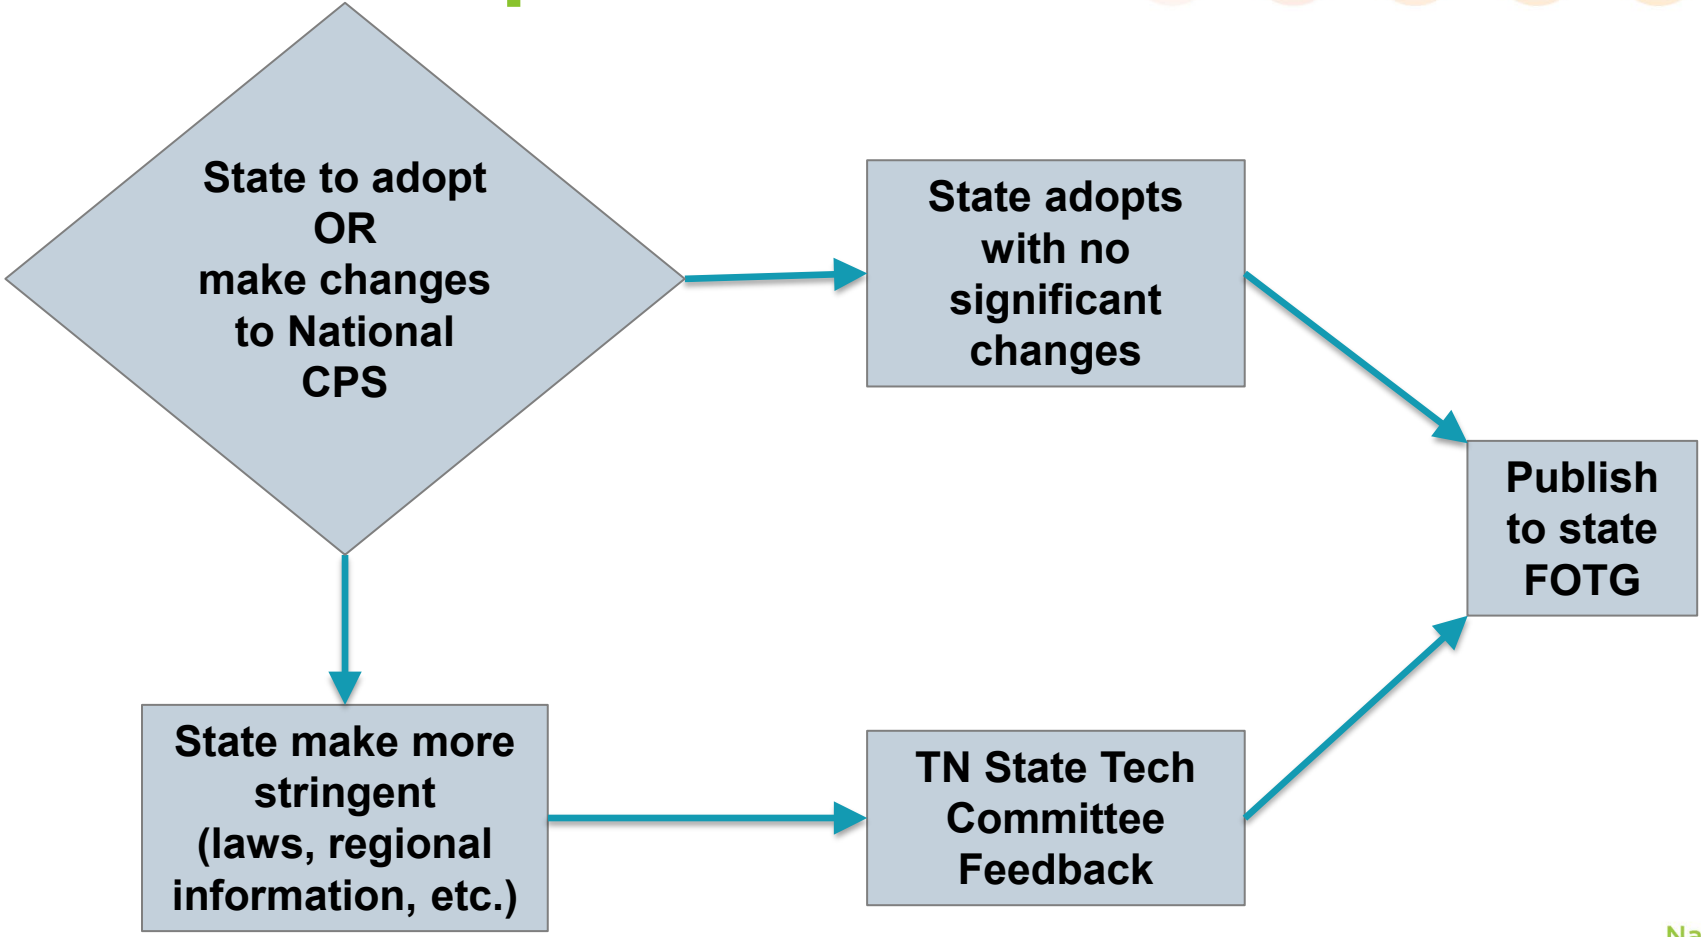 State to adopt
OR
make changes
to National
CPS
State adopts
with no
significant
changes
Publish
to state
FOTG
State make more
stringent
(laws, regional
information, etc.)
TN State Tech
Committee
Feedback